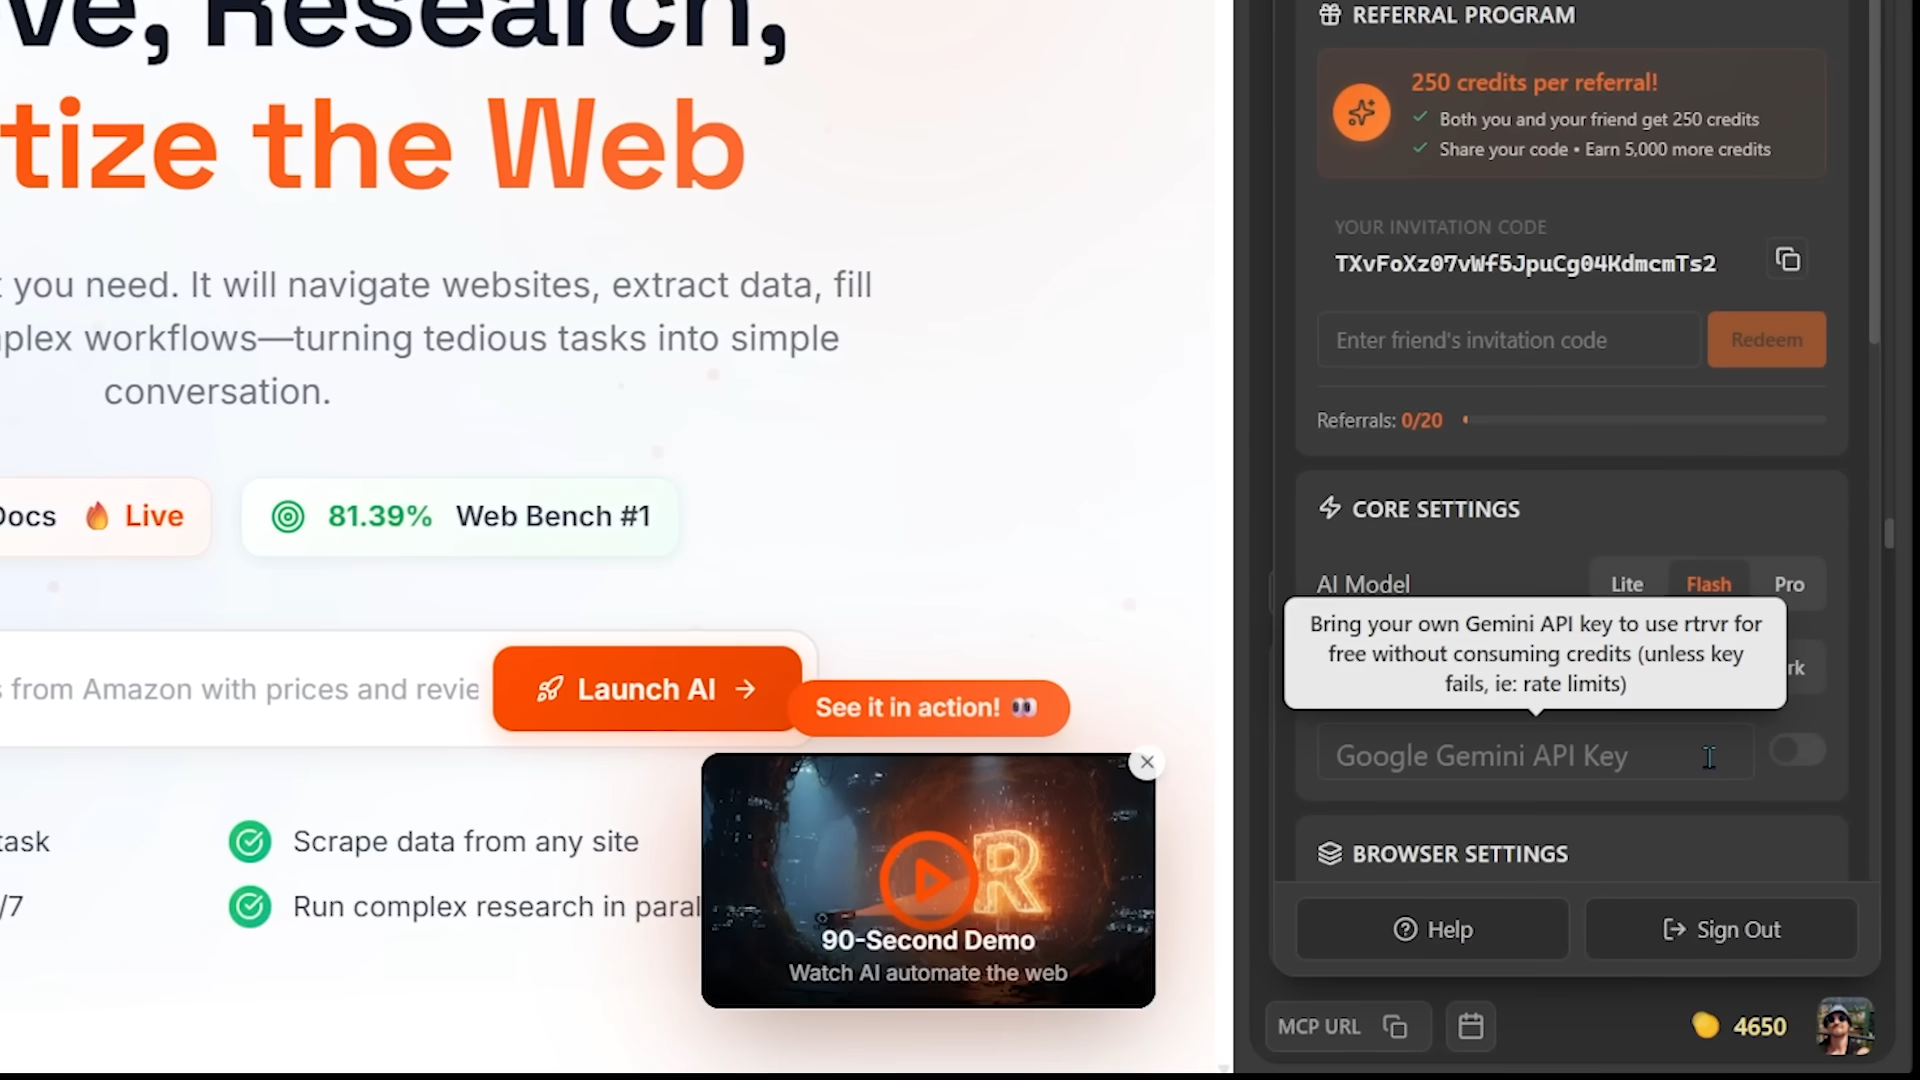 ve, Research,
tize the Web
t you need. It will navigate websites, extract data, fill
plex workflows—turning tedious tasks into simple
conversation.
Docs 🔥 Live
81.39% Web Bench #1
s from Amazon with prices and revie
Launch AI →
See it in action! 👀
task
Scrape data from any site
/7
Run complex research in paral
R
90-Second Demo
Watch AI automate the web
REFERRAL PROGRAM
250 credits per referral!
Both you and your friend get 250 credits
Share your code • Earn 5,000 more credits
YOUR INVITATION CODE
TXvFoXz07vWf5JpuCg04KdmcmTs2
Enter friend's invitation code
Redeem
Referrals: 0/20
CORE SETTINGS
AI Model
Lite Flash Pro
Bring your own Gemini API key to use rtrvr for
free without consuming credits (unless key
fails, ie: rate limits)
rk
Google Gemini API Key
BROWSER SETTINGS
Help
Sign Out
MCP URL
4650